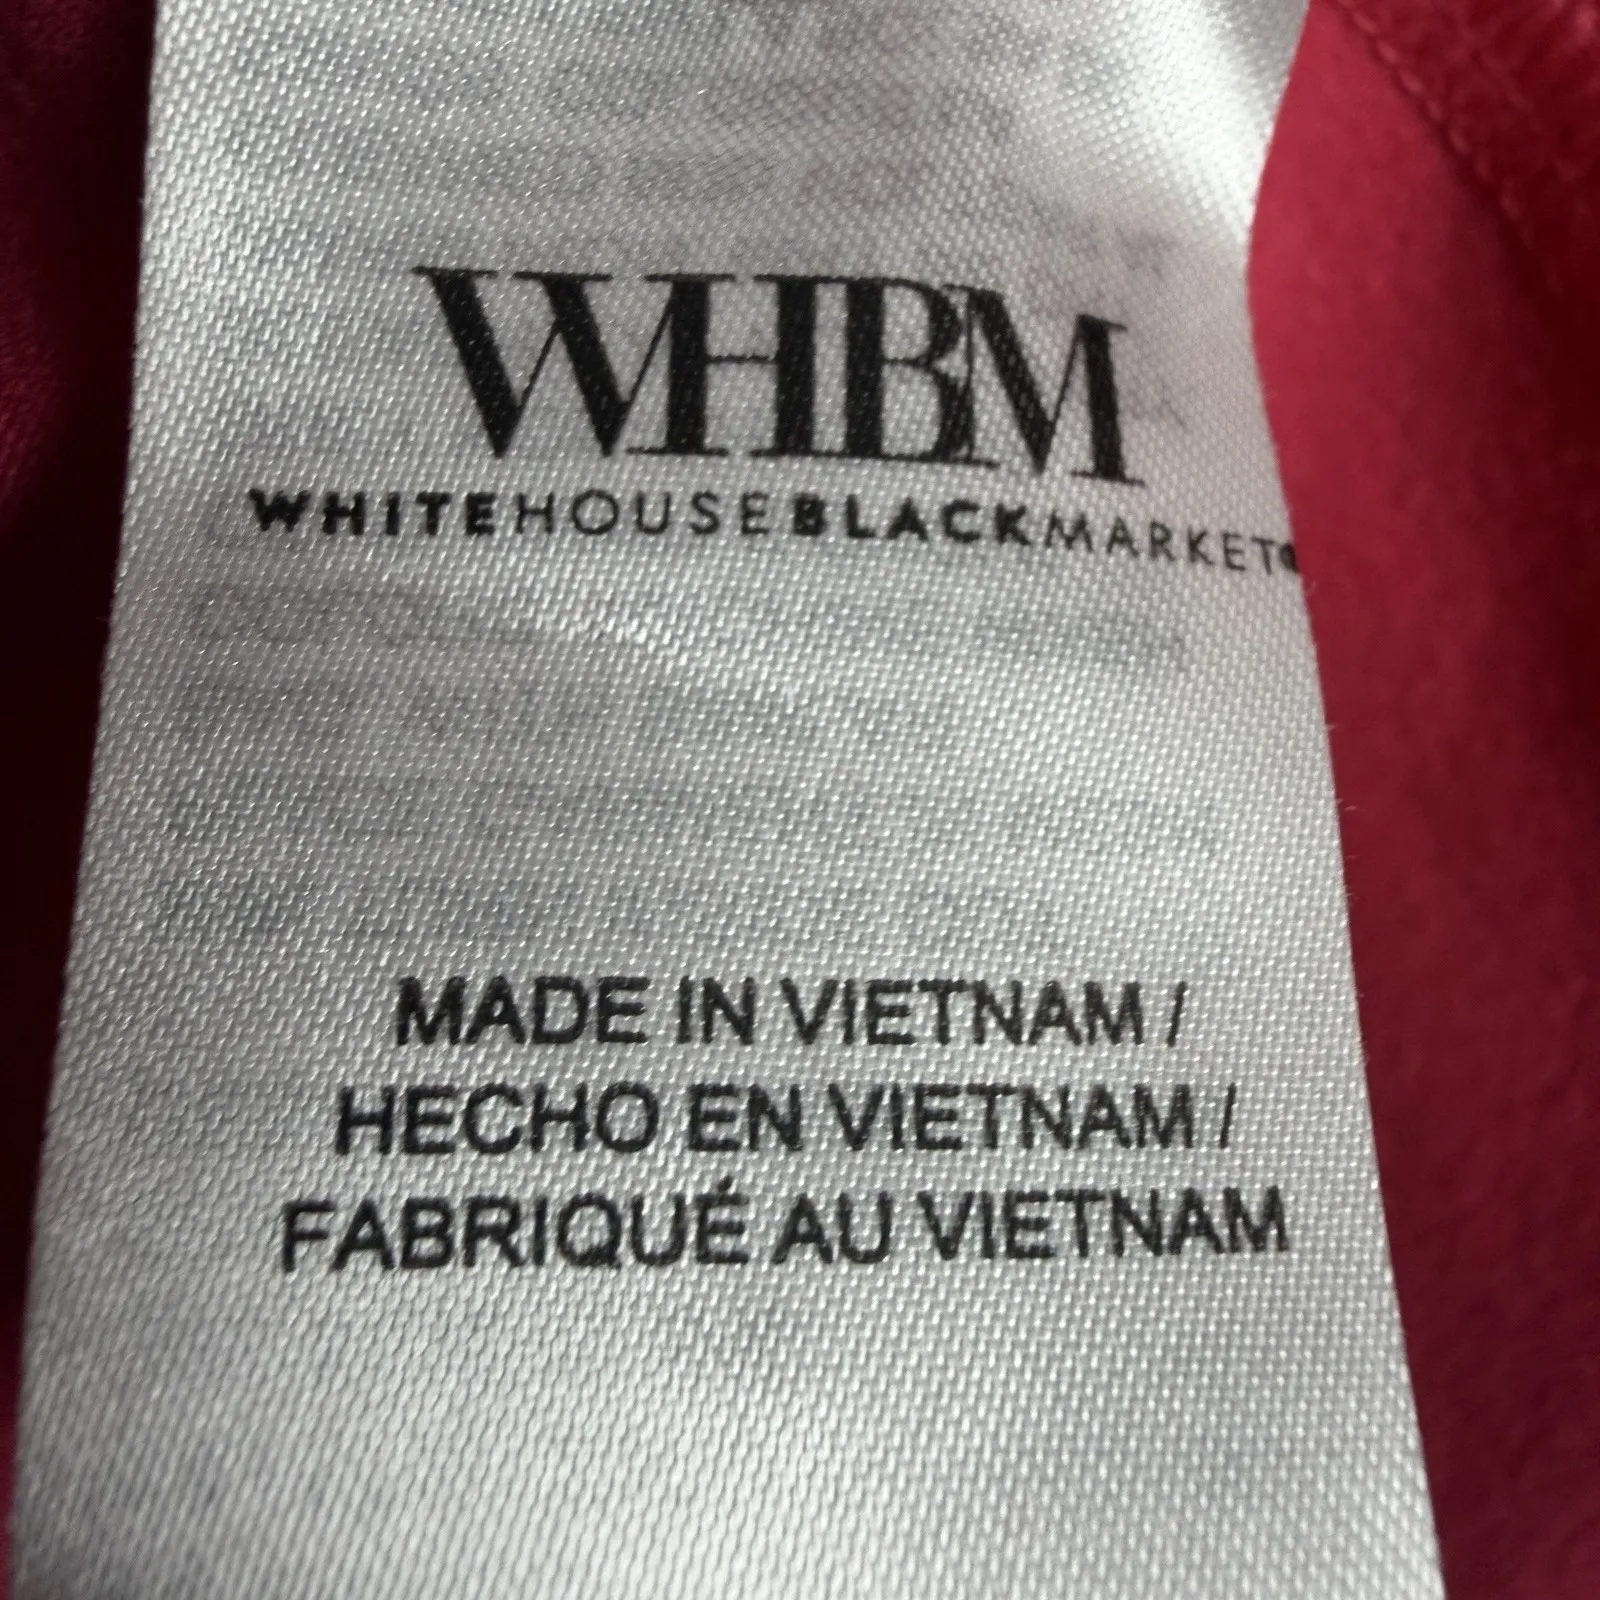 WHBM
WHITEHOUSEBLACKMARKET®
MADE IN VIETNAM /
HECHO EN VIETNAM /
FABRIQUÉ AU VIETNAM